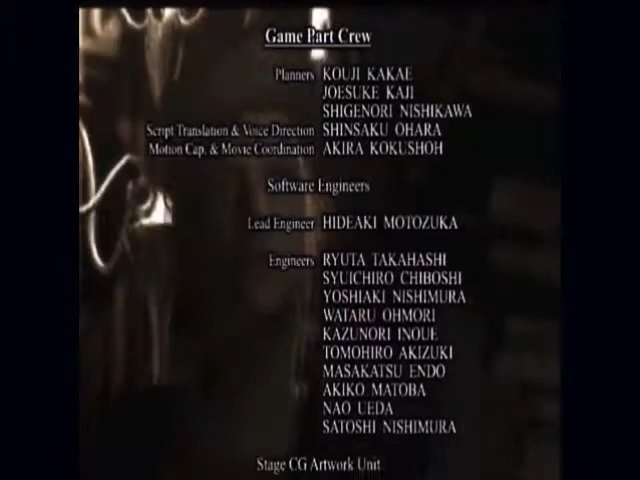 Game Part Crew
Planners KOUJI KAKAE
JOESUKE KAJI
SHIGENORI NISHIKAWA
Script Translation & Voice Direction SHINSAKU OHARA
Motion Cap. & Movie Coordination AKIRA KOKUSHOH
Software Engineers
Lead Engineer HIDEAKI MOTOZUKA
Engineers RYUTA TAKAHASHI
SYUICHIRO CHIBOSHI
YOSHIAKI NISHIMURA
WATARU OHMORI
KAZUNORI INOUE
TOMOHIRO AKIZUKI
MASAKATSU ENDO
AKIKO MATOBA
NAO UEDA
SATOSHI NISHIMURA
Stage CG Artwork Unit